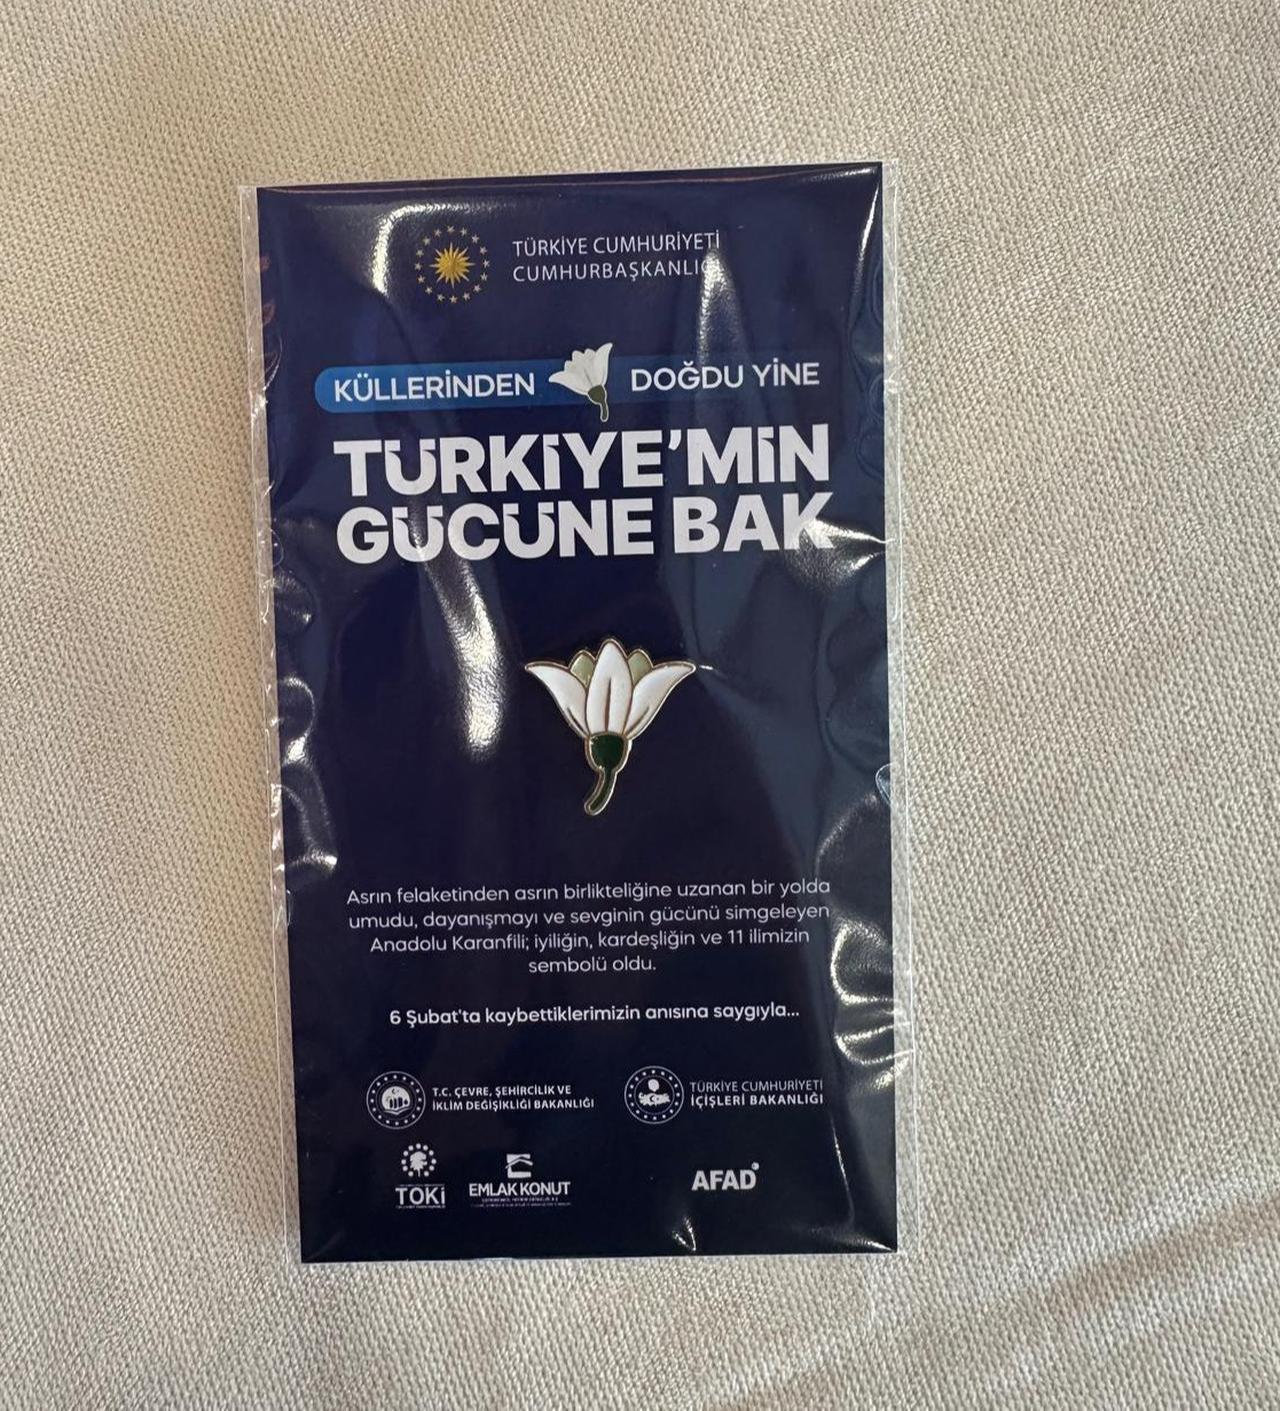 TÜRKİYE CUMHURİYETİ
CUMHURBAŞKANLIĞI
KÜLLERİNDEN DOĞDU YİNE
TÜRKİYE'MİN
GÜCÜNE BAK
Asrın felaketinden asrın birlikteliğine uzanan bir yolda
umudu, dayanışmayı ve sevginin gücünü simgeleyen
Anadolu Karanfili; iyiliğin, kardeşliğin ve 11 ilimizin
sembolü oldu.
6 Şubat'ta kaybettiklerimizin anısına saygıyla...
T.C. ÇEVRE, ŞEHİRCİLİK VE
İKLİM DEĞİŞİKLİĞİ BAKANLIĞI
TÜRKİYE CUMHURİYETİ
İÇİŞLERİ BAKANLIĞI
TOKİ
EMLAK KONUT
AFAD